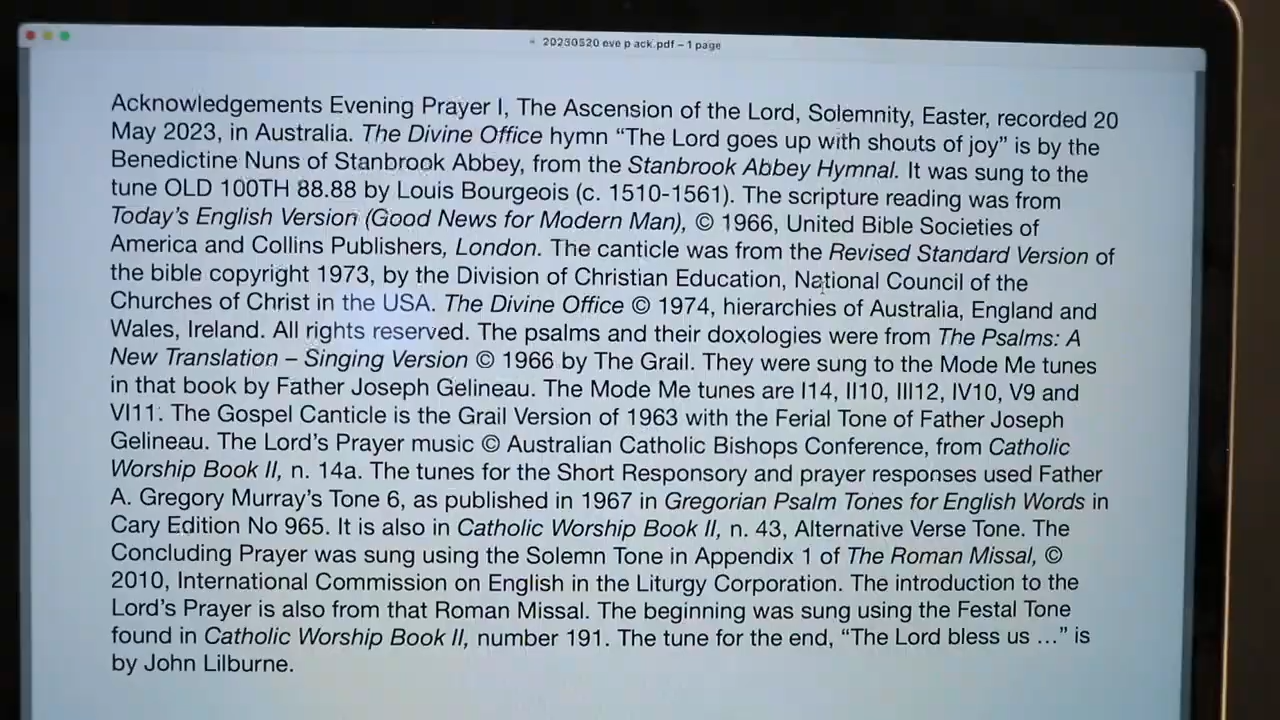 20230520 eve p ack.pdf – 1 page
Acknowledgements Evening Prayer I, The Ascension of the Lord, Solemnity, Easter, recorded 20
May 2023, in Australia. The Divine Office hymn “The Lord goes up with shouts of joy” is by the
Benedictine Nuns of Stanbrook Abbey, from the Stanbrook Abbey Hymnal. It was sung to the
tune OLD 100TH 88.88 by Louis Bourgeois (c. 1510-1561). The scripture reading was from
Today’s English Version (Good News for Modern Man), © 1966, United Bible Societies of
America and Collins Publishers, London. The canticle was from the Revised Standard Version of
the bible copyright 1973, by the Division of Christian Education, National Council of the
Churches of Christ in the USA. The Divine Office © 1974, hierarchies of Australia, England and
Wales, Ireland. All rights reserved. The psalms and their doxologies were from The Psalms: A
New Translation – Singing Version © 1966 by The Grail. They were sung to the Mode Me tunes
in that book by Father Joseph Gelineau. The Mode Me tunes are I14, II10, III12, IV10, V9 and
VI11. The Gospel Canticle is the Grail Version of 1963 with the Ferial Tone of Father Joseph
Gelineau. The Lord’s Prayer music © Australian Catholic Bishops Conference, from Catholic
Worship Book II, n. 14a. The tunes for the Short Responsory and prayer responses used Father
A. Gregory Murray’s Tone 6, as published in 1967 in Gregorian Psalm Tones for English Words in
Cary Edition No 965. It is also in Catholic Worship Book II, n. 43, Alternative Verse Tone. The
Concluding Prayer was sung using the Solemn Tone in Appendix 1 of The Roman Missal, ©
2010, International Commission on English in the Liturgy Corporation. The introduction to the
Lord’s Prayer is also from that Roman Missal. The beginning was sung using the Festal Tone
found in Catholic Worship Book II, number 191. The tune for the end, “The Lord bless us …” is
by John Lilburne.